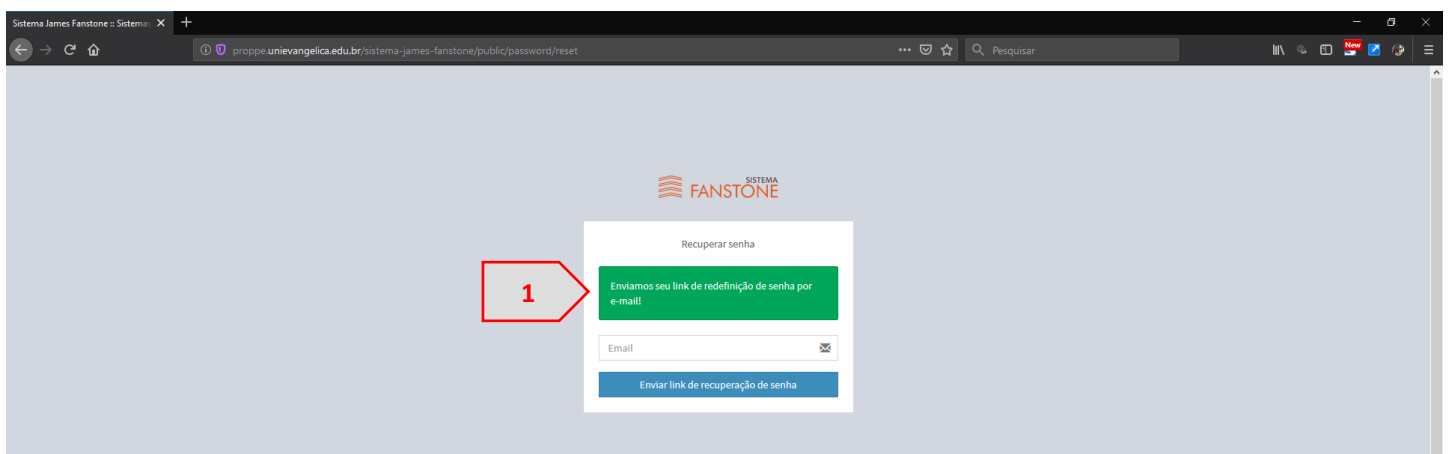 Sistema James Fanstone :: Sistemas
proppe.unievangelica.edu.br/sistema-james-fanstone/public/password/reset
Pesquisar
New
SISTEMA
FANSTONE
Recuperar senha
1
Enviamos seu link de redefinição de senha por
e-mail!
Email
Enviar link de recuperação de senha